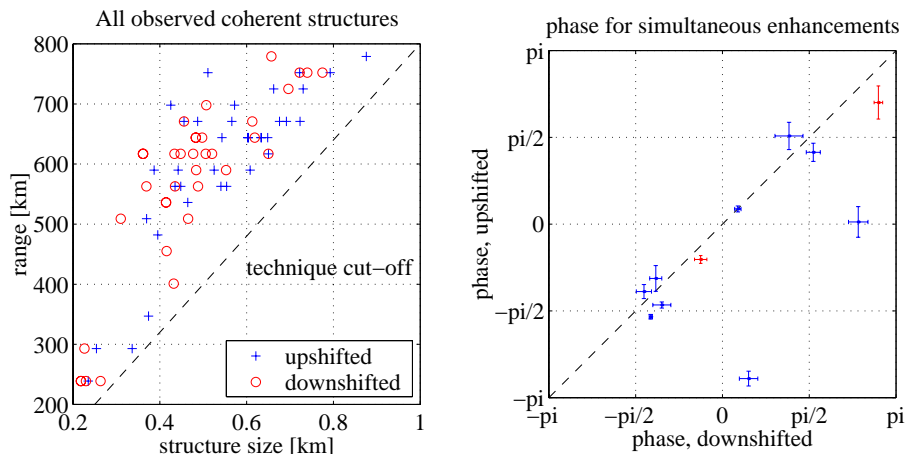 All observed coherent structures
800
700
600
500
400
300
200
range [km]
technique cut−off
upshifted
downshifted
0.2
0.4
0.6
0.8
1
structure size [km]
phase for simultaneous enhancements
pi
pi/2
0
−pi/2
−pi
phase, upshifted
−pi
−pi/2
0
pi/2
pi
phase, downshifted